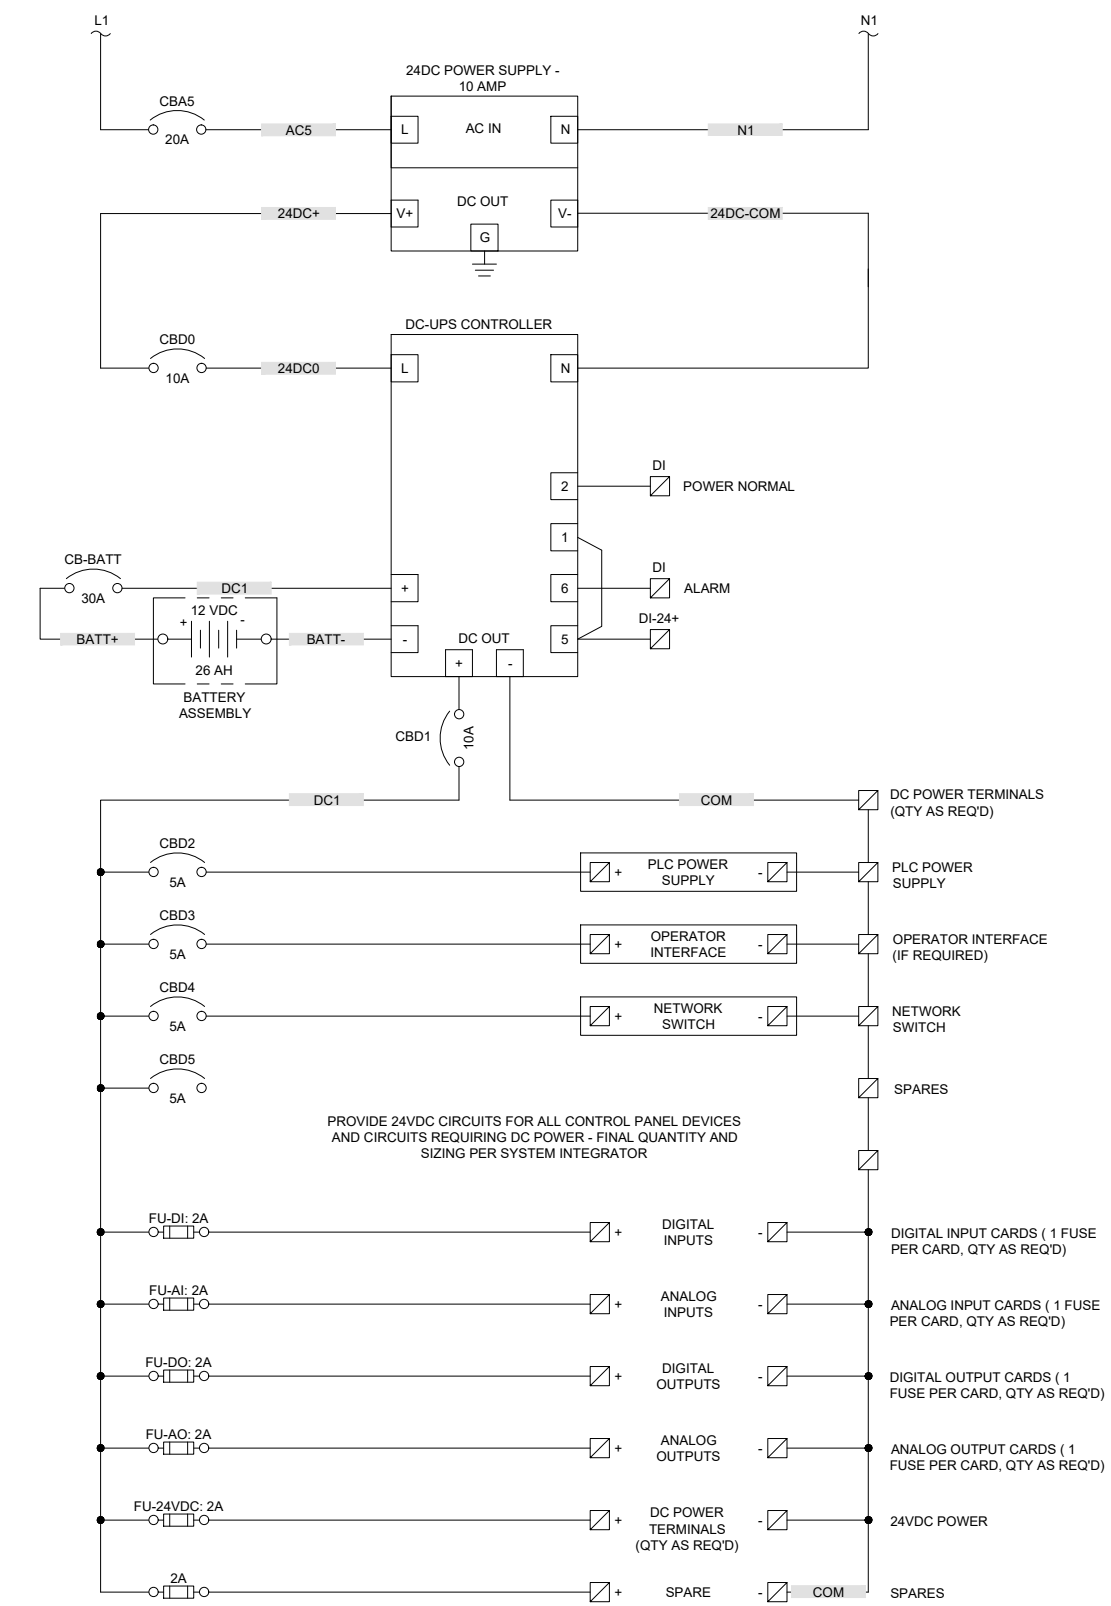 L1
N1
24DC POWER SUPPLY -
10 AMP
CBA5
20A
AC5
L
AC IN
N
N1
24DC+
V+
DC OUT
V-
24DC-COM
G
DC-UPS CONTROLLER
CBD0
10A
24DC0
L
N
DI
2
POWER NORMAL
1
CB-BATT
30A
DC1
+
6
DI
ALARM
12 VDC
+
-
BATT+
BATT-
-
DC OUT
5
DI-24+
26 AH
+
-
BATTERY
ASSEMBLY
CBD1
10A
DC1
COM
DC POWER TERMINALS
(QTY AS REQ'D)
CBD2
5A
+
PLC POWER
SUPPLY
-
PLC POWER
SUPPLY
CBD3
5A
+
OPERATOR
INTERFACE
-
OPERATOR INTERFACE
(IF REQUIRED)
CBD4
5A
+
NETWORK
SWITCH
-
NETWORK
SWITCH
CBD5
5A
SPARES
PROVIDE 24VDC CIRCUITS FOR ALL CONTROL PANEL DEVICES
AND CIRCUITS REQUIRING DC POWER - FINAL QUANTITY AND
SIZING PER SYSTEM INTEGRATOR
FU-DI: 2A
+
DIGITAL
INPUTS
-
DIGITAL INPUT CARDS ( 1 FUSE
PER CARD, QTY AS REQ'D)
FU-AI: 2A
+
ANALOG
INPUTS
-
ANALOG INPUT CARDS ( 1 FUSE
PER CARD, QTY AS REQ'D)
FU-DO: 2A
+
DIGITAL
OUTPUTS
-
DIGITAL OUTPUT CARDS ( 1
FUSE PER CARD, QTY AS REQ'D)
FU-AO: 2A
+
ANALOG
OUTPUTS
-
ANALOG OUTPUT CARDS ( 1
FUSE PER CARD, QTY AS REQ'D)
FU-24VDC: 2A
+
DC POWER
TERMINALS
(QTY AS REQ'D)
-
24VDC POWER
2A
+
SPARE
-
COM
SPARES